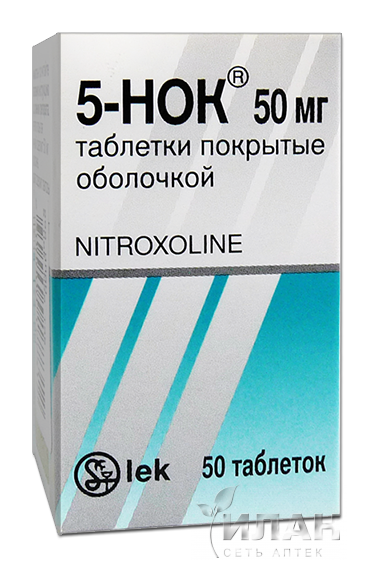 5-НОК® 50 мг
таблетки покрытые
оболочкой
NITROXOLINE
lek
50 таблеток
ИЛАН
СЕТЬ АПТЕК